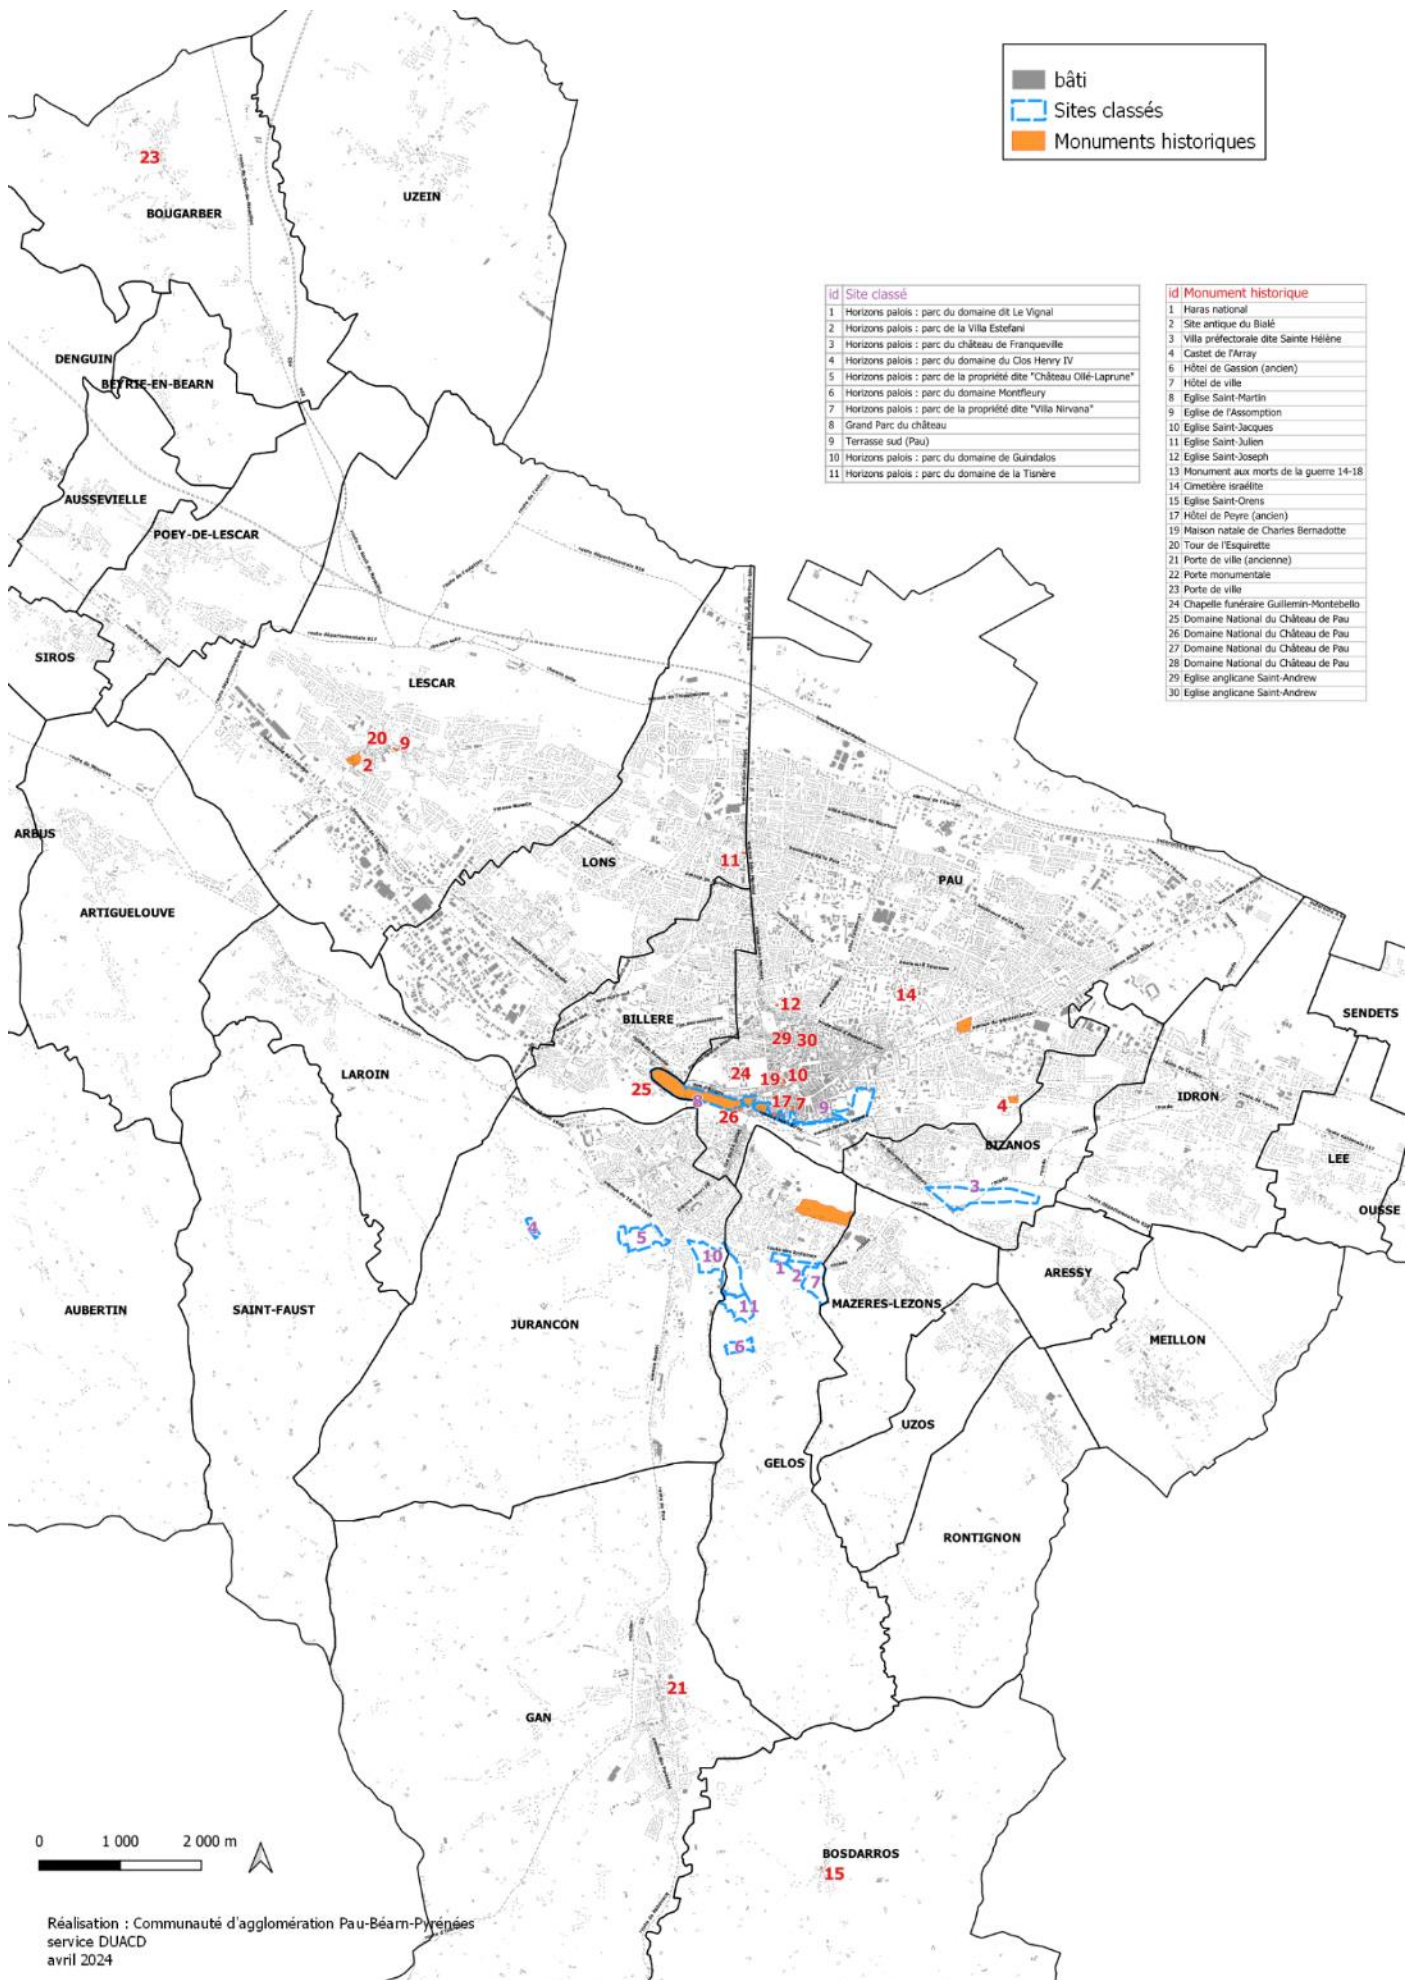 bâti
Sites classés
Monuments historiques
23
BOUGARBER
UZEIN
id Site classé
1 Horizons palois : parc du domaine dit Le Vignal
2 Horizons palois : parc de la Villa Estefani
3 Horizons palois : parc du château de Franqueville
4 Horizons palois : parc du domaine du Clos Henry IV
5 Horizons palois : parc de la propriété dite "Château Ollé-Laprune"
6 Horizons palois : parc du domaine Montfleury
7 Horizons palois : parc de la propriété dite "Villa Nirvana"
8 Grand Parc du château
9 Terrasse sud (Pau)
10 Horizons palois : parc du domaine de Guindalos
11 Horizons palois : parc du domaine de la Tisnère
id Monument historique
1 Haras national
2 Site antique du Bialé
3 Villa préfectorale dite Sainte Hélène
4 Castet de l'Array
6 Hôtel de Gassion (ancien)
7 Hôtel de ville
8 Eglise Saint-Martin
9 Eglise de l'Assomption
10 Eglise Saint-Jacques
11 Eglise Saint-Julien
12 Eglise Saint-Joseph
13 Monument aux morts de la guerre 14-18
14 Cimetière israélite
15 Eglise Saint-Orens
17 Hôtel de Peyre (ancien)
19 Maison natale de Charles Bernadotte
20 Tour de l'Esquirette
21 Porte de ville (ancienne)
22 Porte monumentale
23 Porte de ville
24 Chapelle funéraire Guillemin-Montebello
25 Domaine National du Château de Pau
26 Domaine National du Château de Pau
27 Domaine National du Château de Pau
28 Domaine National du Château de Pau
29 Eglise anglicane Saint-Andrew
30 Eglise anglicane Saint-Andrew
DENGUIN
BEYRIE-EN-BEARN
AUSSEVIELLE
POEY-DE-LESCAR
route départementale 817
SIROS
LESCAR
20
9
2
ARBUS
LONS
11
PAU
ARTIGUELOUVE
14
12
SENDETS
BILLERE
29 30
LAROIN
24
19 10
25
8
17 7
9
26
4
IDRON
BIZANOS
LEE
3
OUSSE
4
5
10
1
2
7
ARESSY
AUBERTIN
SAINT-FAUST
JURANCON
11
MAZERES-LEZONS
MEILLON
6
UZOS
GELOS
RONTIGNON
21
GAN
0 1 000 2 000 m
BOSDARROS
15
Réalisation : Communauté d'agglomération Pau-Béarn-Pyrénées
service DUACD
avril 2024